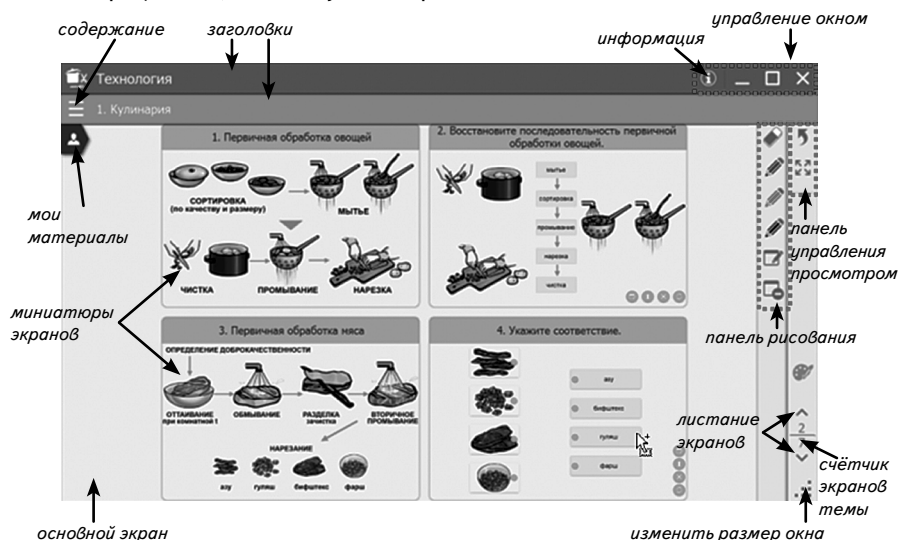 управление окном
содержание
заголовки
информация
Технология
1. Кулинария
1. Первичная обработка овощей
СОРТИРОВКА
(по качеству и размеру)
МЫТЬЕ
ЧИСТКА
ПРОМЫВАНИЕ
НАРЕЗКА
2. Восстановите последовательность первичной
обработки овощей.
мытье
сортировка
промывание
нарезка
чистка
мои
материалы
панель
управления
просмотром
миниатюры
экранов
панель рисования
3. Первичная обработка мяса
ОПРЕДЕЛЕНИЕ ДОБРОКАЧЕСТВЕННОСТИ
ОТТАИВАНИЕ
при комнатной t
ОБМЫВАНИЕ
РАЗДЕЛКА
зачистка
ВТОРИЧНОЕ
ПРОМЫВАНИЕ
НАРЕЗАНИЕ
азу
гуляш
бифштекс
фарш
4. Укажите соответствие.
азу
бифштекс
гуляш
фарш
листание
экранов
2
7
счётчик
экранов
темы
основной экран
изменить размер окна